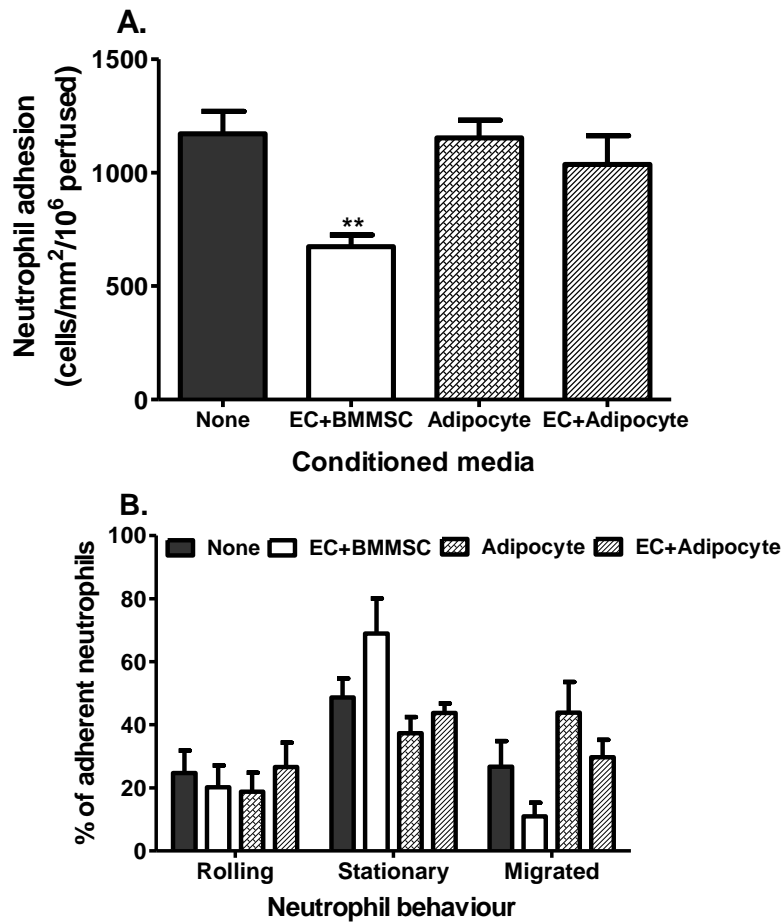 A.
Neutrophil adhesion
(cells/mm²/10⁶ perfused)
1500
1000
500
0
**
None EC+BMMSC Adipocyte EC+Adipocyte
Conditioned media
B.
% of adherent neutrophils
100
80
60
40
20
0
None EC+BMMSC Adipocyte EC+Adipocyte
Rolling Stationary Migrated
Neutrophil behaviour